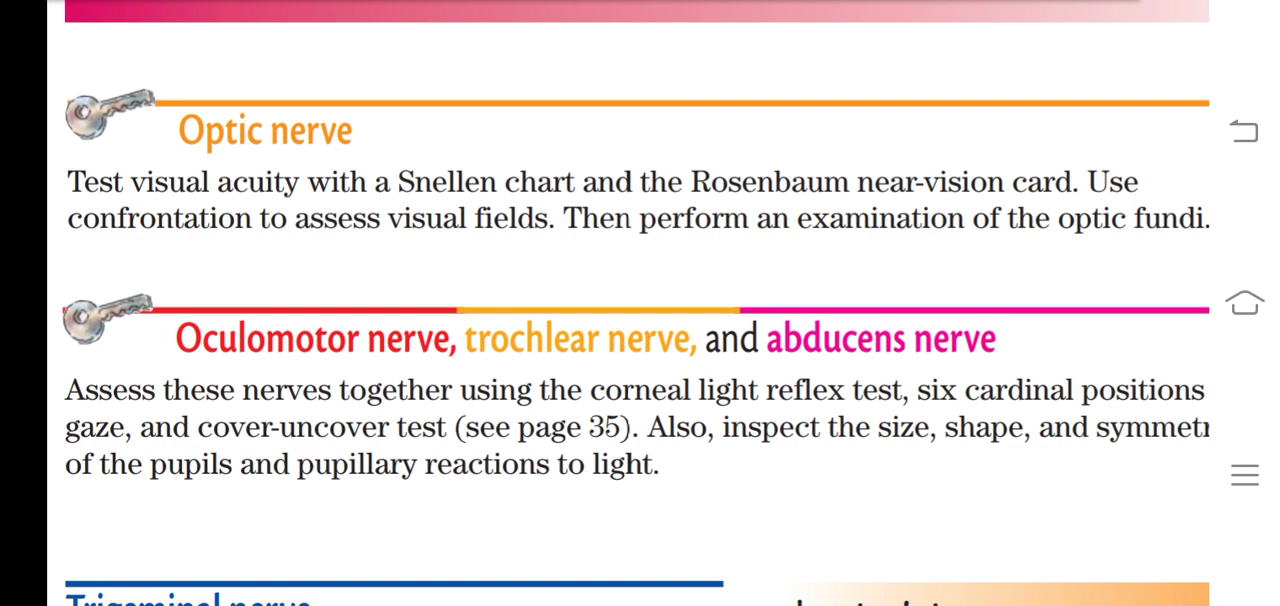 Optic nerve
Test visual acuity with a Snellen chart and the Rosenbaum near-vision card. Use
confrontation to assess visual fields. Then perform an examination of the optic fundi.
Oculomotor nerve, trochlear nerve, and abducens nerve
Assess these nerves together using the corneal light reflex test, six cardinal positions
gaze, and cover-uncover test (see page 35). Also, inspect the size, shape, and symmetr
of the pupils and pupillary reactions to light.
Trigeminal nerve